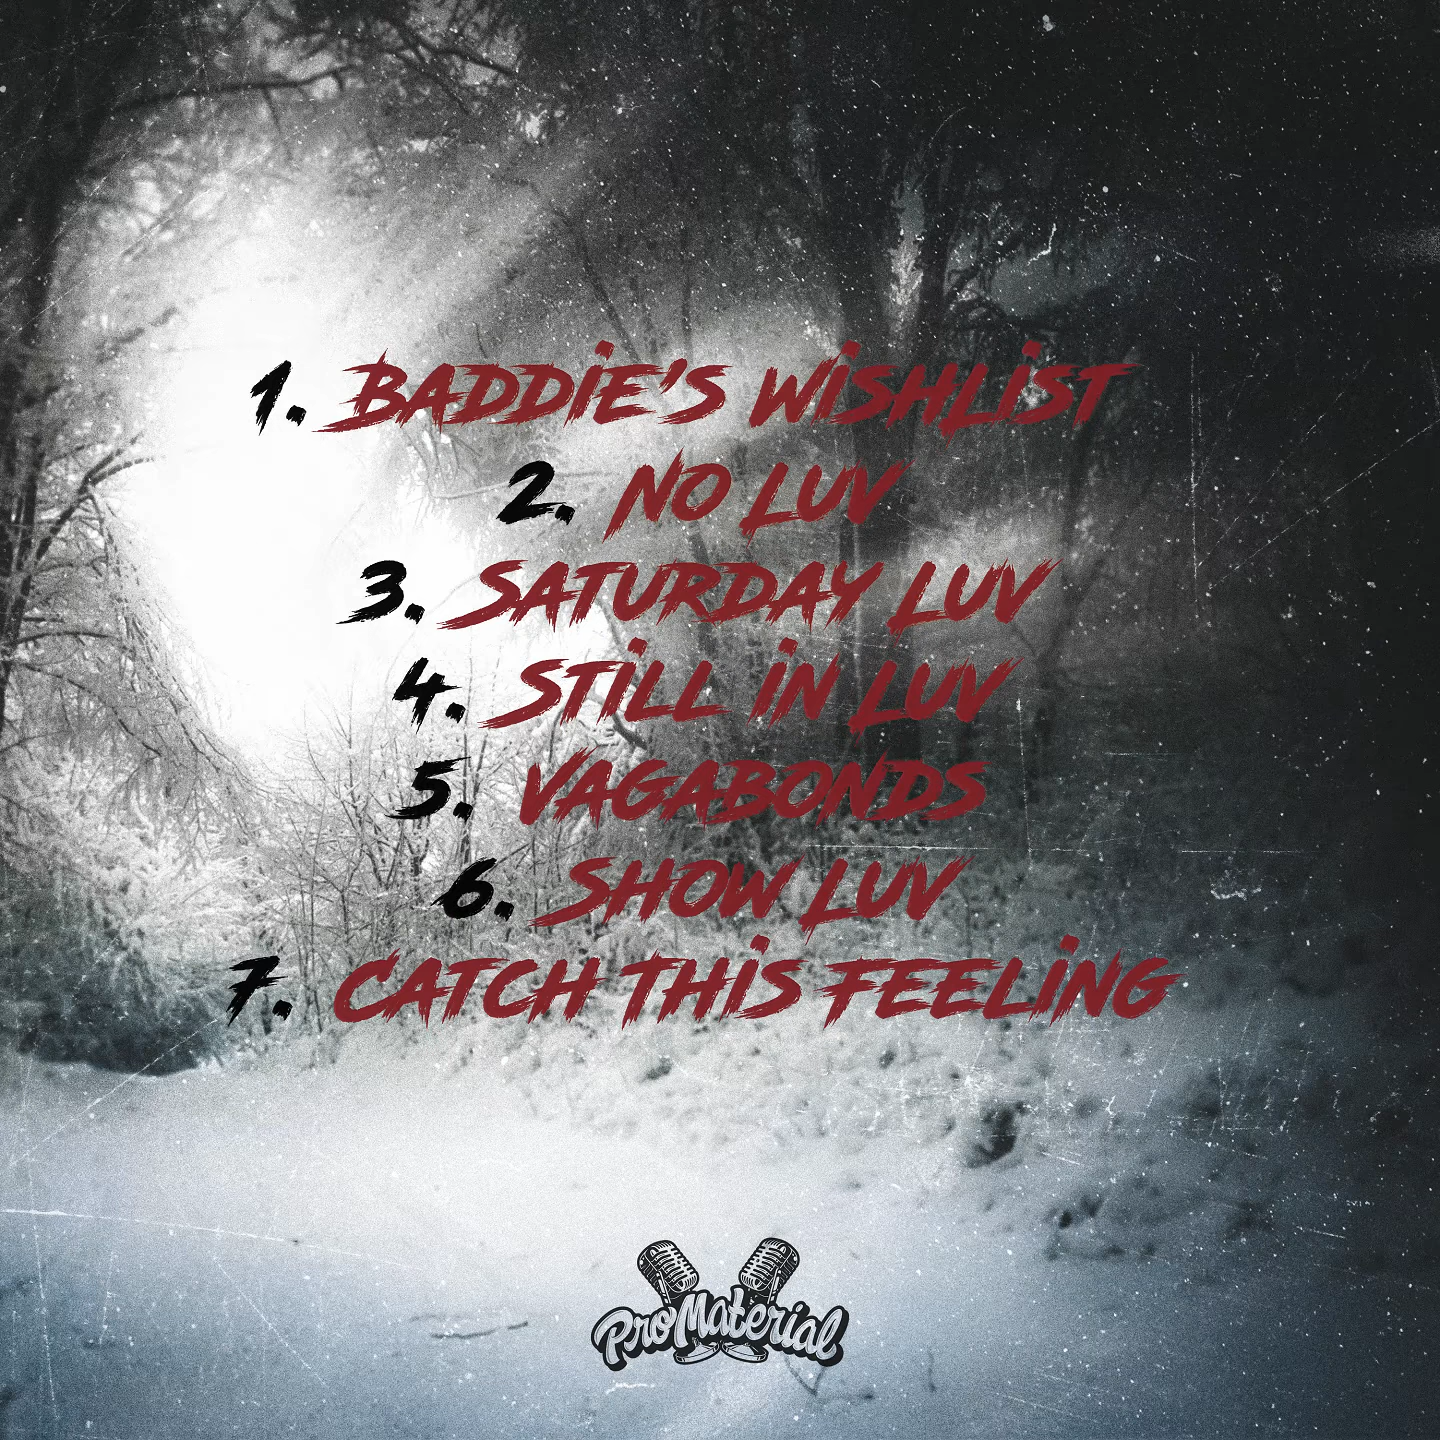 1. BADDiE'S WiSHLiST
2. NO LUV
3. SATURDAY LUV
4. STiLL iN LUV
5. VAGABONDS
6. SHOW LUV
7. CATCH THiS FEELiNG
ProMaterial